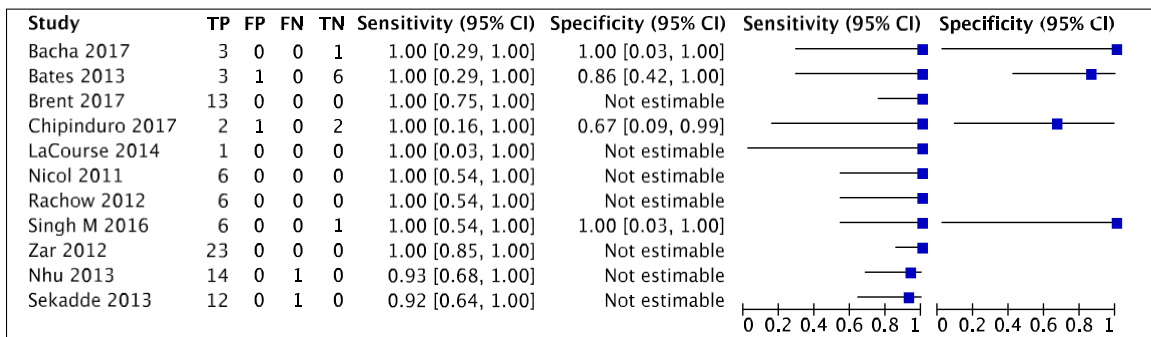 Study TP FP FN TN Sensitivity (95% CI) Specificity (95% CI) Sensitivity (95% CI) Specificity (95% CI)
Bacha 2017 3 0 0 1 1.00 [0.29, 1.00] 1.00 [0.03, 1.00]
Bates 2013 3 1 0 6 1.00 [0.29, 1.00] 0.86 [0.42, 1.00]
Brent 2017 13 0 0 0 1.00 [0.75, 1.00] Not estimable
Chipinduro 2017 2 1 0 2 1.00 [0.16, 1.00] 0.67 [0.09, 0.99]
LaCourse 2014 1 0 0 0 1.00 [0.03, 1.00] Not estimable
Nicol 2011 6 0 0 0 1.00 [0.54, 1.00] Not estimable
Rachow 2012 6 0 0 0 1.00 [0.54, 1.00] Not estimable
Singh M 2016 6 0 0 1 1.00 [0.54, 1.00] 1.00 [0.03, 1.00]
Zar 2012 23 0 0 0 1.00 [0.85, 1.00] Not estimable
Nhu 2013 14 0 1 0 0.93 [0.68, 1.00] Not estimable
Sekadde 2013 12 0 1 0 0.92 [0.64, 1.00] Not estimable
0 0.2 0.4 0.6 0.8 1 0 0.2 0.4 0.6 0.8 1